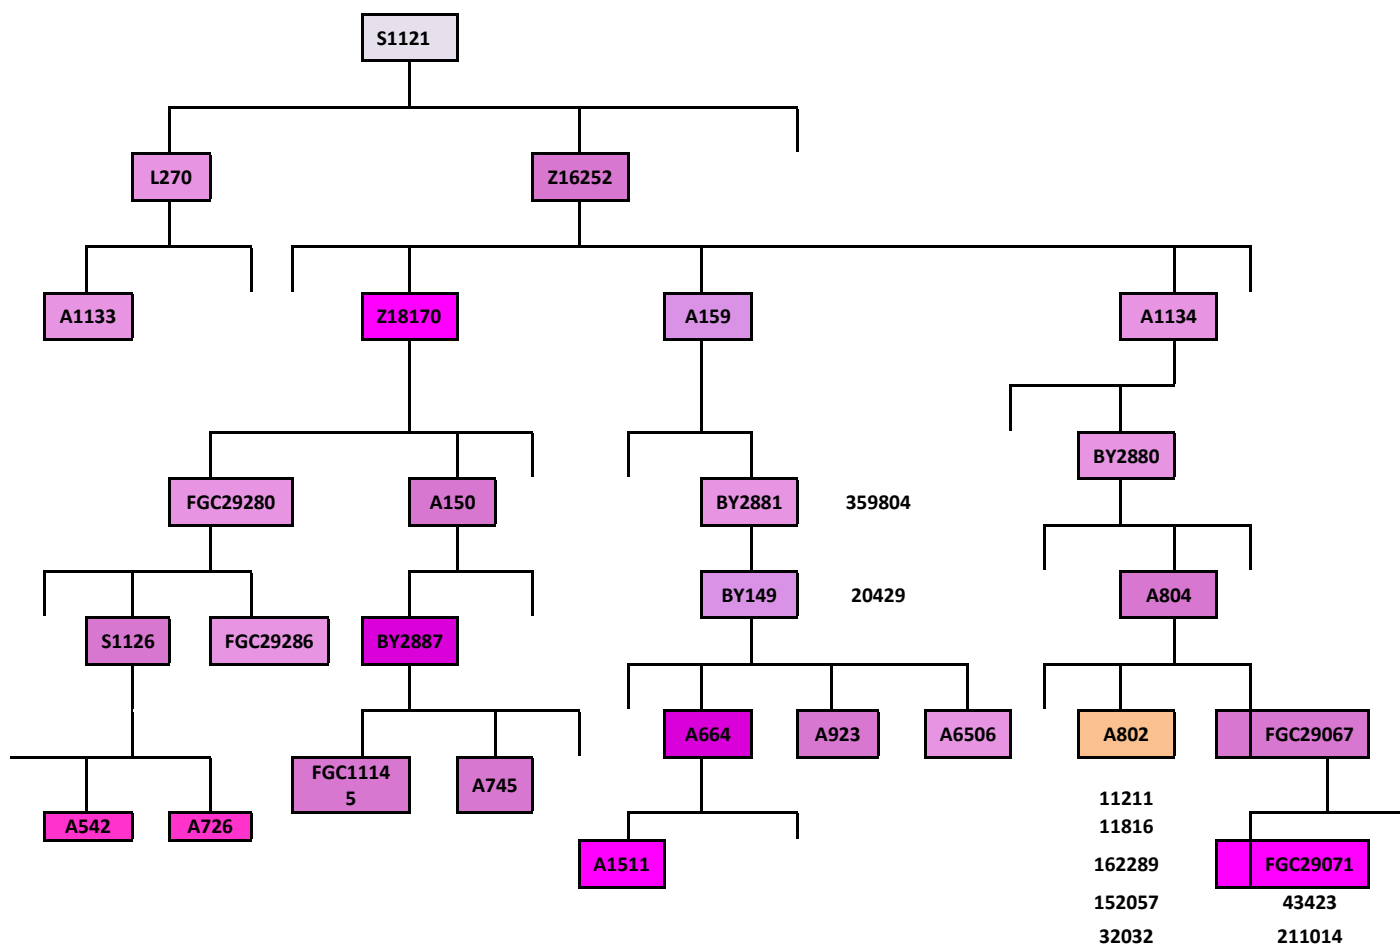 S1121
L270
Z16252
A1133
Z18170
A159
A1134
BY2880
FGC29280
A150
BY2881
359804
BY149
20429
A804
S1126
FGC29286
BY2887
A664
A923
A6506
A802
FGC29067
FGC1114
5
A745
11211
A542
A726
11816
A1511
162289
FGC29071
152057
43423
32032
211014